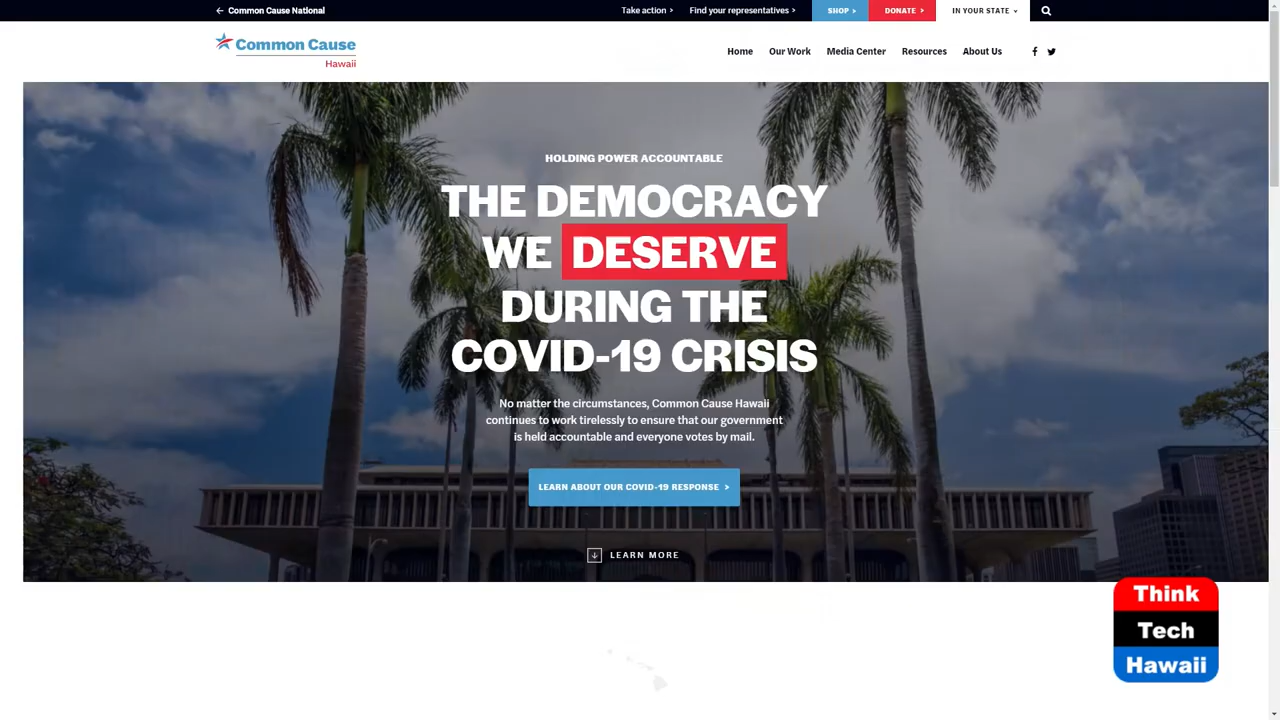 Common Cause National
Take action >
Find your representatives >
SHOP >
DONATE >
IN YOUR STATE
Common Cause
Hawaii
Home
Our Work
Media Center
Resources
About Us
HOLDING POWER ACCOUNTABLE
THE DEMOCRACY
WE DESERVE
DURING THE
COVID-19 CRISIS
No matter the circumstances, Common Cause Hawaii
continues to work tirelessly to ensure that our government
is held accountable and everyone votes by mail.
LEARN ABOUT OUR COVID-19 RESPONSE >
LEARN MORE
Think
Tech
Hawaii